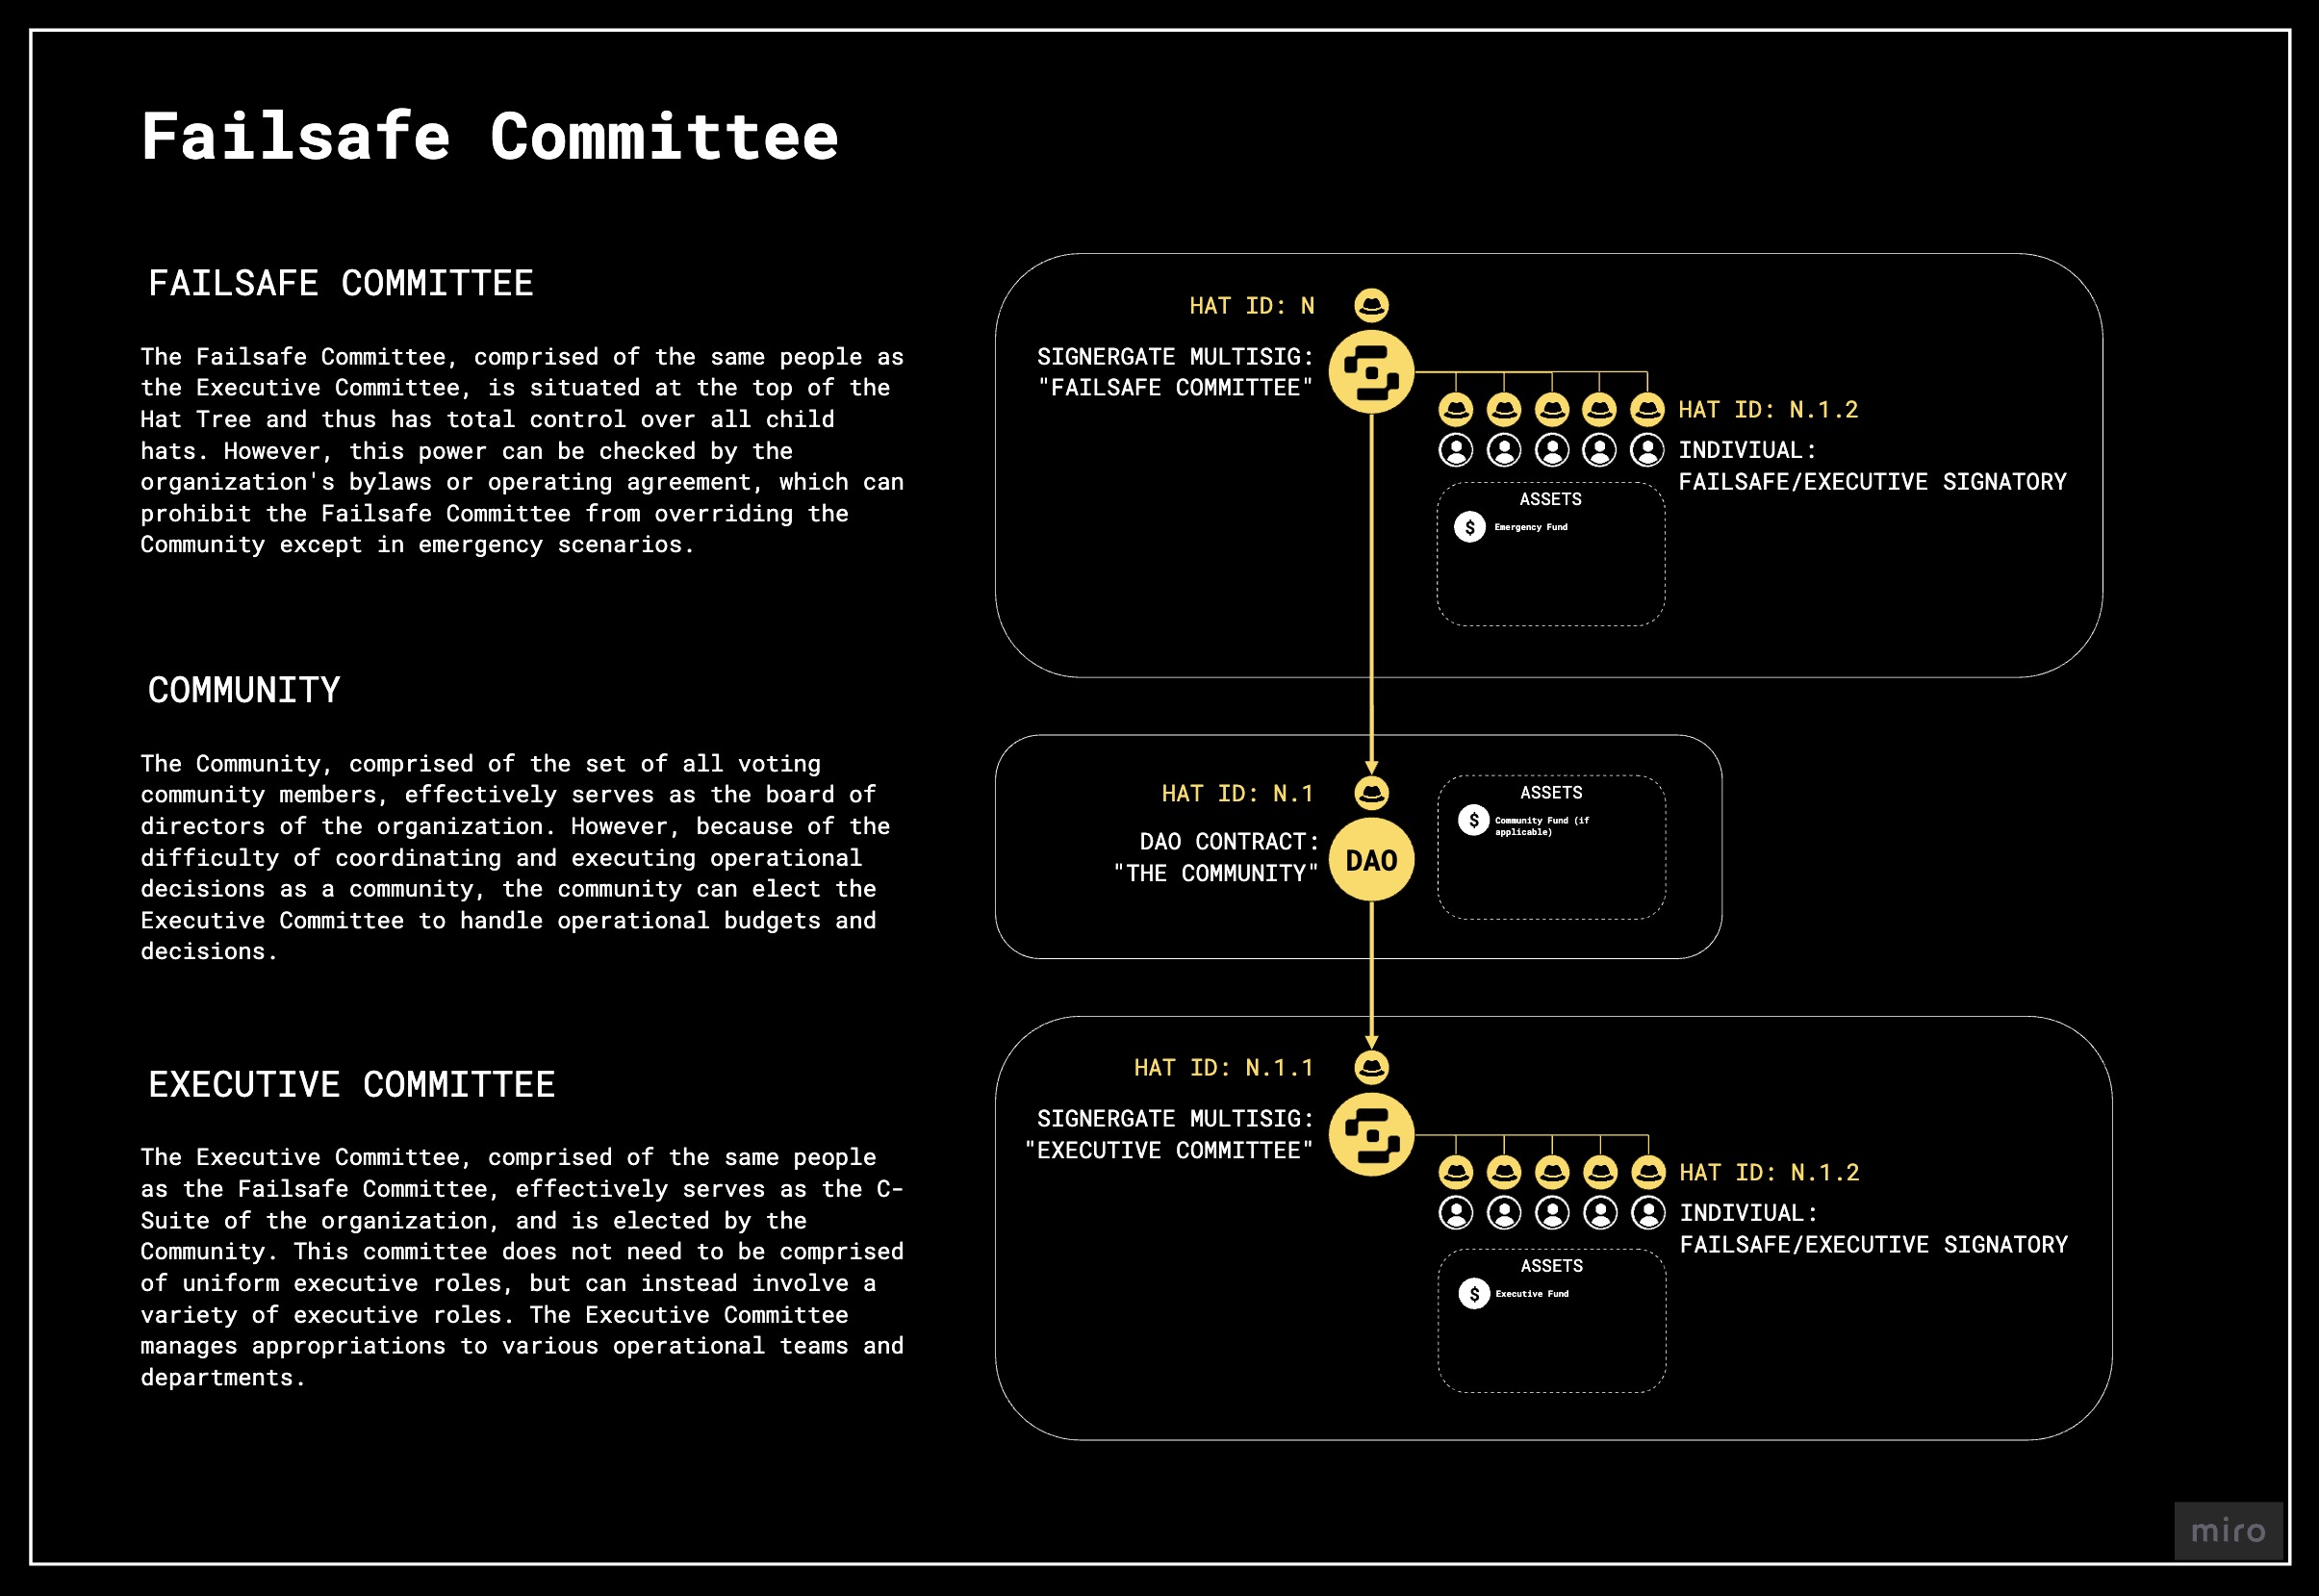 Failsafe Committee
FAILSAFE COMMITTEE
The Failsafe Committee, comprised of the same people as
the Executive Committee, is situated at the top of the
Hat Tree and thus has total control over all child
hats. However, this power can be checked by the
organization's bylaws or operating agreement, which can
prohibit the Failsafe Committee from overriding the
Community except in emergency scenarios.
HAT ID: N
SIGNERGATE MULTISIG:
"FAILSAFE COMMITTEE"
HAT ID: N.1.2
INDIVIUAL:
FAILSAFE/EXECUTIVE SIGNATORY
ASSETS
$ Emergency Fund
COMMUNITY
The Community, comprised of the set of all voting
community members, effectively serves as the board of
directors of the organization. However, because of the
difficulty of coordinating and executing operational
decisions as a community, the community can elect the
Executive Committee to handle operational budgets and
decisions.
HAT ID: N.1
DAO CONTRACT:
"THE COMMUNITY"
DAO
ASSETS
$ Community Fund (if
applicable)
EXECUTIVE COMMITTEE
The Executive Committee, comprised of the same people
as the Failsafe Committee, effectively serves as the C-
Suite of the organization, and is elected by the
Community. This committee does not need to be comprised
of uniform executive roles, but can instead involve a
variety of executive roles. The Executive Committee
manages appropriations to various operational teams and
departments.
HAT ID: N.1.1
SIGNERGATE MULTISIG:
"EXECUTIVE COMMITTEE"
HAT ID: N.1.2
INDIVIUAL:
FAILSAFE/EXECUTIVE SIGNATORY
ASSETS
$ Executive Fund
miro